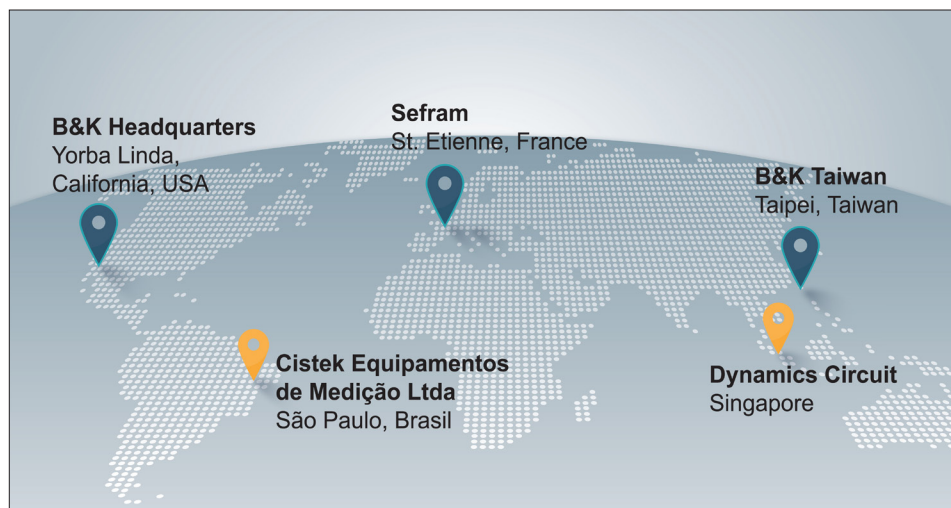 B&K Headquarters
Yorba Linda,
California, USA
Sefram
St. Etienne, France
B&K Taiwan
Taipei, Taiwan
Cistek Equipamentos
de Medição Ltda
São Paulo, Brasil
Dynamics Circuit
Singapore